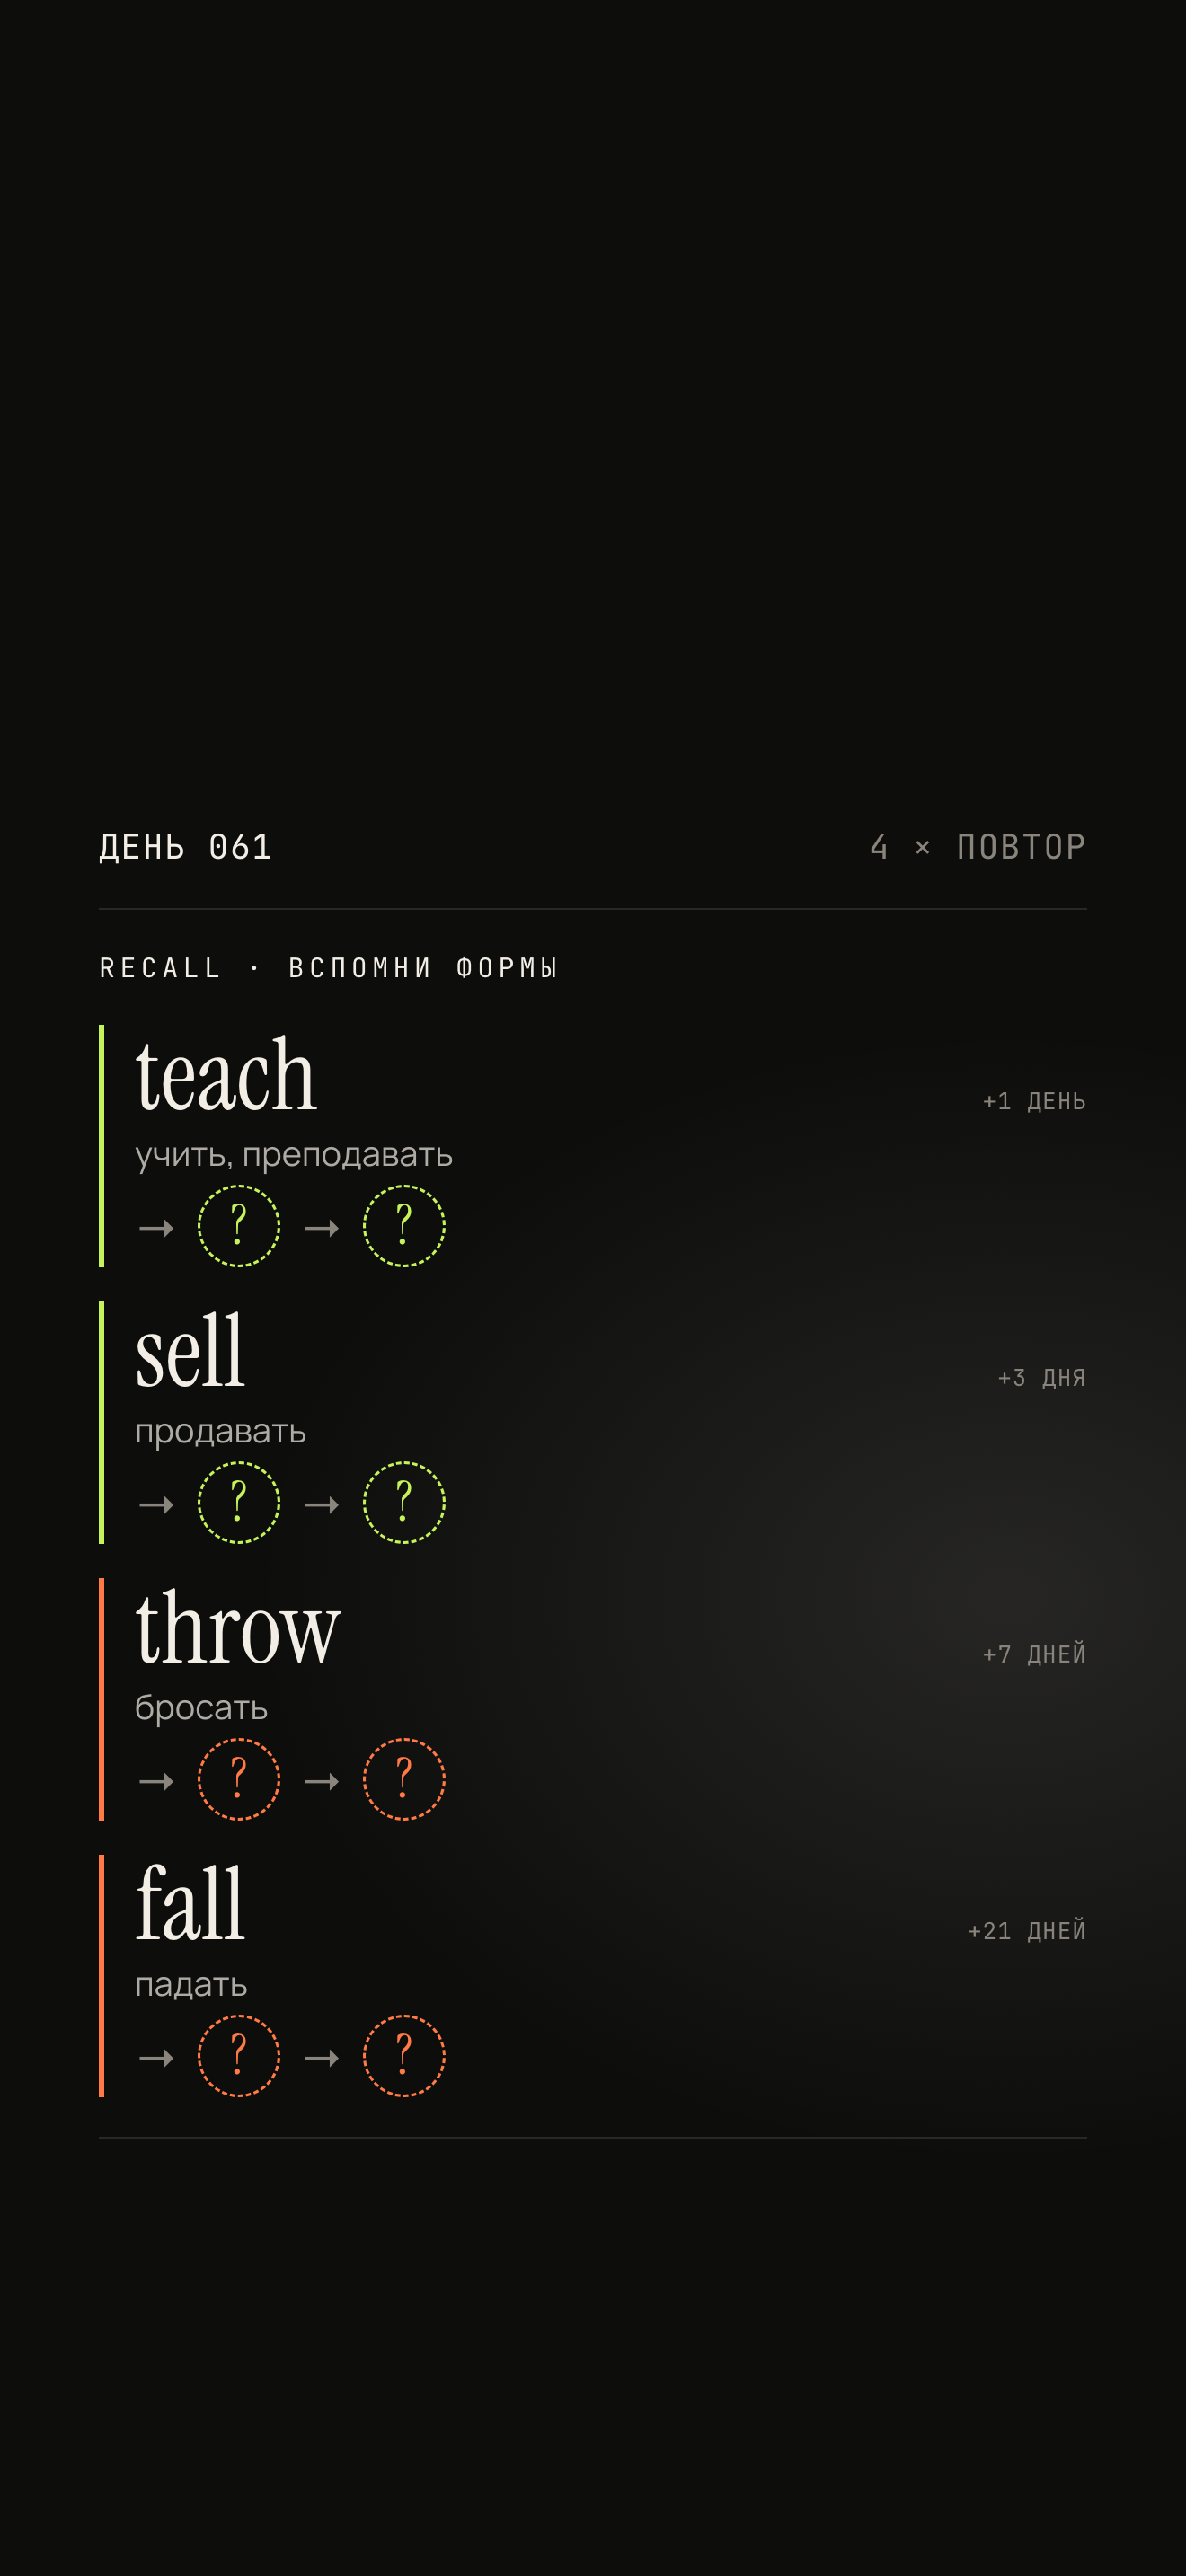 ДЕНЬ 061
4 × ПОВТОР
RECALL · ВСПОМНИ ФОРМЫ
teach
+1 ДЕНЬ
учить, преподавать
→ ? → ?
sell
+3 ДНЯ
продавать
→ ? → ?
throw
+7 ДНЕЙ
бросать
→ ? → ?
fall
+21 ДНЕЙ
падать
→ ? → ?